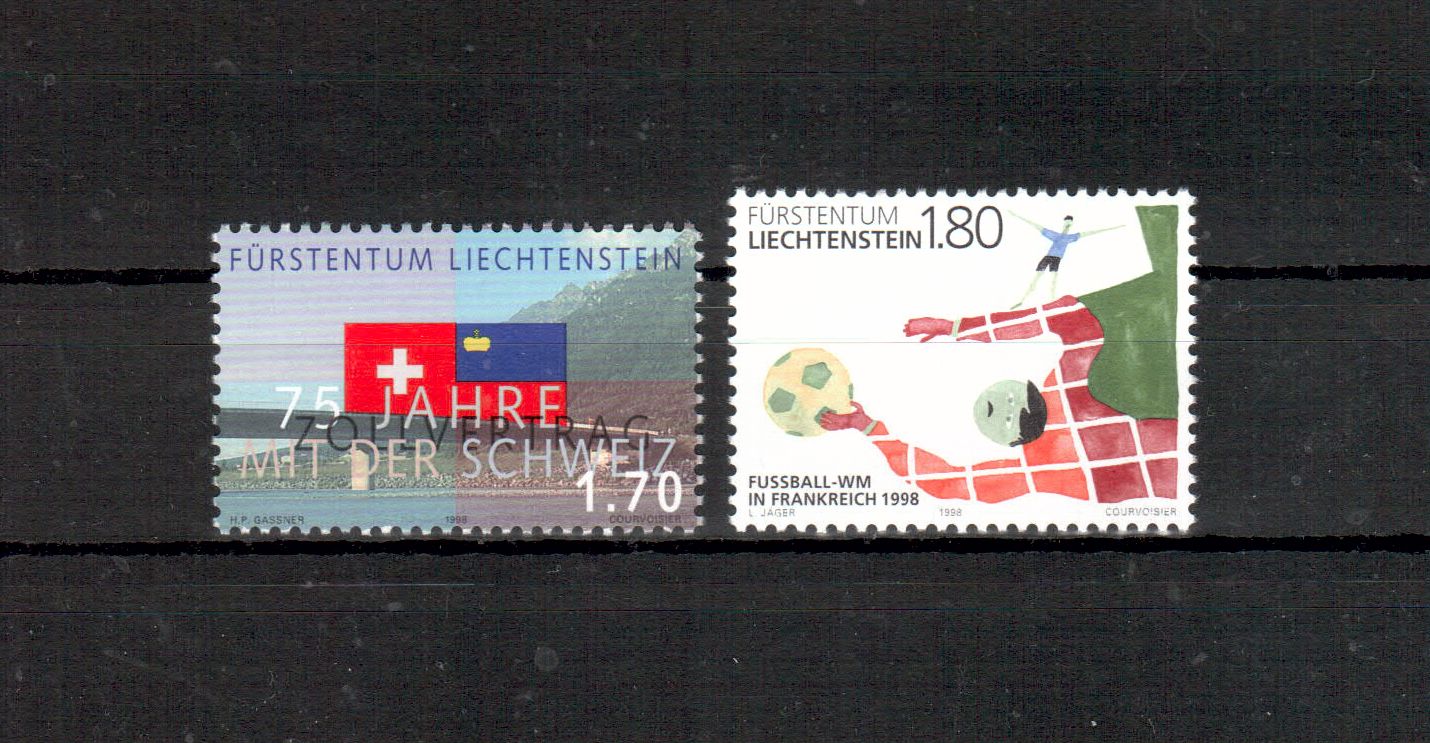 FÜRSTENTUM LIECHTENSTEIN
75 JAHRE
ZOLLVERTRAG
MIT DER SCHWEIZ
1.70
H.P. GASSNER 1998 COURVOISIER
FÜRSTENTUM
LIECHTENSTEIN 1.80
FUSSBALL-WM
IN FRANKREICH 1998
L. JÄGER 1998 COURVOISIER